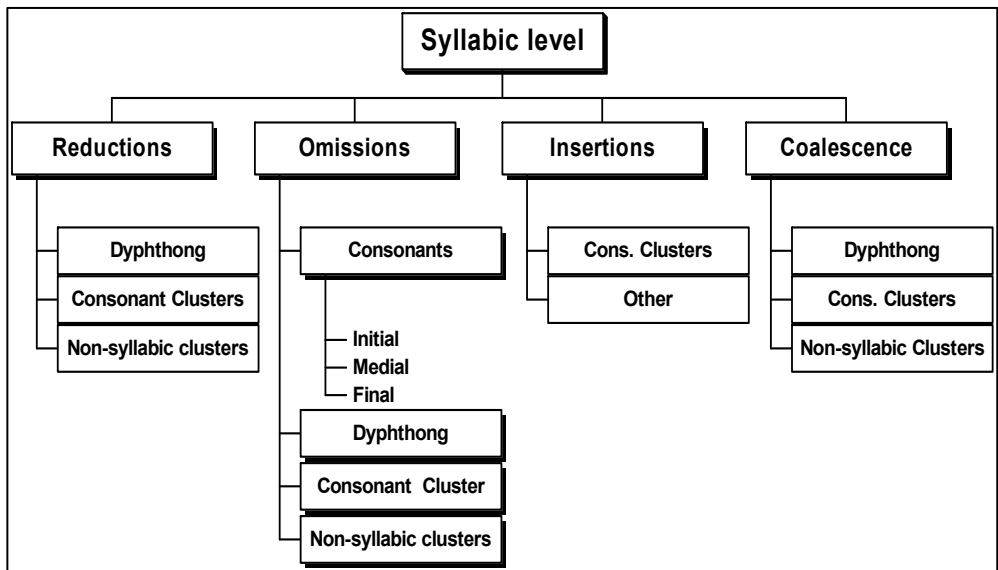 Syllabic level
Reductions
Omissions
Insertions
Coalescence
Dyphthong
Consonant Clusters
Non-syllabic clusters
Consonants
Initial
Medial
Final
Dyphthong
Consonant Cluster
Non-syllabic clusters
Cons. Clusters
Other
Dyphthong
Cons. Clusters
Non-syllabic Clusters